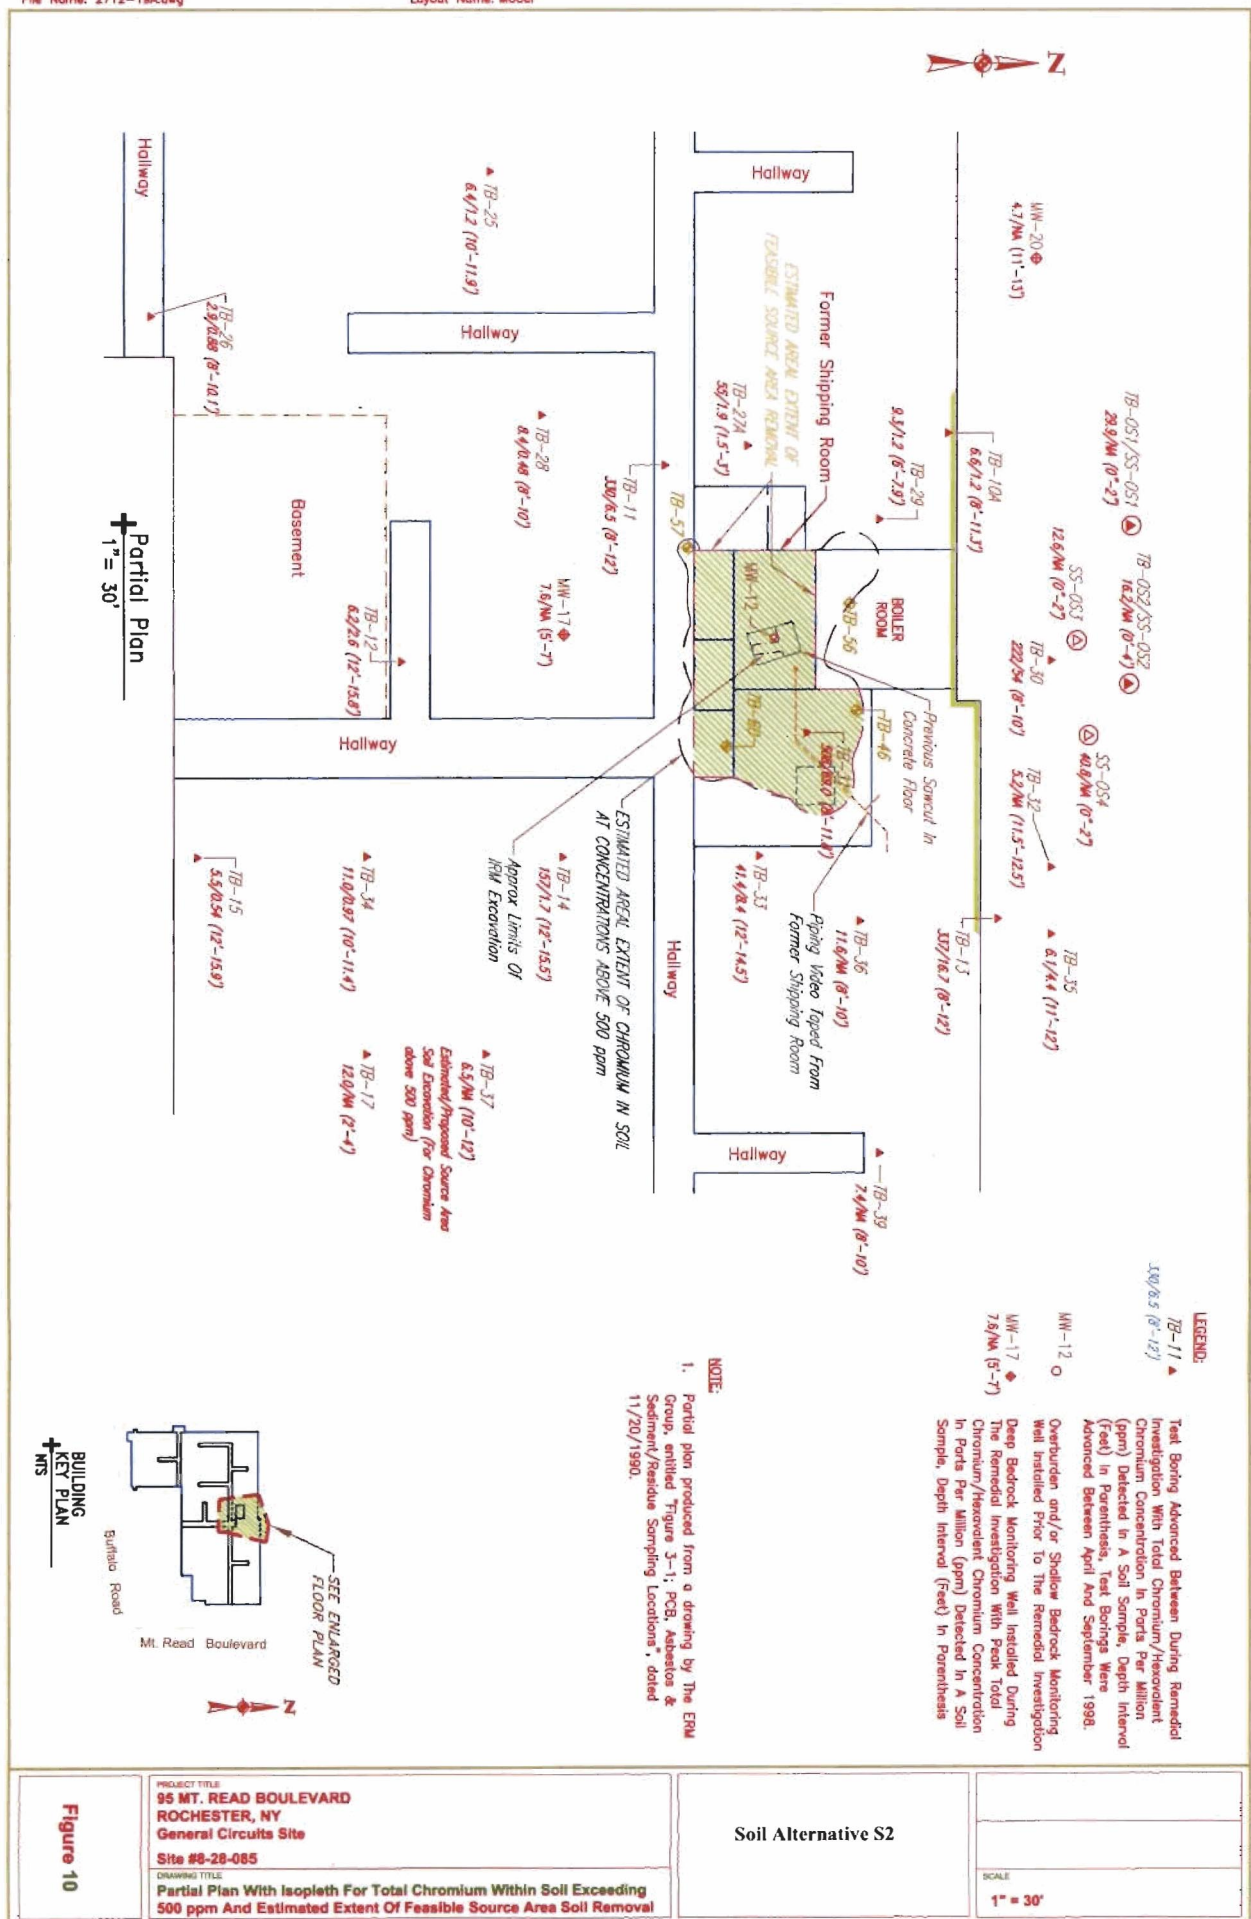 Z
Hallway
Hallway
MW-20
4.7/NA (11'-13')
TB-25
6.4/1.2 (10'-11.9')
ESTIMATED AREAL EXTENT OF
FEASIBLE SOURCE AREA REMOVAL
Former Shipping Room
Hallway
TB-26
2.9/0.88 (8'-10.1')
TB-OS1/SS-OS1
29.9/NA (0"-2")
TB-10A
6.6/1.2 (8'-11.3')
TB-29
9.3/1.2 (6'-7.9')
TB-27A
55/1.9 (1.5'-3')
TB-28
8.4/0.48 (8'-10')
TB-11
330/6.5 (8'-12')
TB-57
TB-OS2/SS-OS2
SS-OS3
12.6/NA (0"-2")
TB-30
220/54 (8'-10')
BOILER
ROOM
TB-56
MW-12
MW-17
7.6/NA (5'-7')
Basement
TB-12
6.2/2.6 (12'-15.8')
Partial Plan
1"= 30'
Hallway
SS-OS4
40.8/NA (0"-2")
TB-32
5.2/NA (11.5'-12.5')
TB-46
Previous Sawcut In
Concrete Floor
TB-31
TB-60
ESTIMATED AREAL EXTENT OF CHROMIUM IN SOIL
AT CONCENTRATIONS ABOVE 500 ppm
Approx Limits Of
IRM Excavation
TB-33
41.4/8.4 (12'-14.5')
TB-14
157/1.7 (12'-15.5')
TB-34
11.0/0.97 (10'-11.4')
TB-15
5.5/0.54 (12'-15.9')
TB-36
11.6/NA (8'-10')
Piping Video Taped From
Former Shipping Room
TB-13
337/16.7 (8'-12')
TB-35
6.1/4.4 (11'-12')
Hallway
TB-37
6.5/NA (10'-12')
Estimated/Proposed Source Area
Soil Excavation (For Chromium
above 500 ppm)
TB-17
12.0/NA (2'-4')
Hallway
TB-39
7.4/NA (8'-10')
LEGEND:
TB-11
330/6.5 (8'-12')
Test Boring Advanced Between During Remedial
Investigation With Total Chromium/Hexavalent
Chromium Concentration In Parts Per Million
(ppm) Detected In A Soil Sample, Depth Interval
(Feet) In Parenthesis, Test Borings Were
Advanced Between April And September 1998.
MW-12
Overburden and/or Shallow Bedrock Monitoring
Well Installed Prior To The Remedial Investigation
MW-17
7.6/NA (5'-7')
Deep Bedrock Monitoring Well Installed During
The Remedial Investigation With Peak Total
Chromium/Hexavalent Chromium Concentration
In Parts Per Million (ppm) Detected In A Soil
Sample, Depth Interval (Feet) In Parenthesis
NOTE:
1. Partial plan produced from a drawing by The ERM
Group, entitled "Figure 3-1; PCB, Asbestos &
Sediment/Residue Sampling Locations", dated
11/20/1990.
SEE ENLARGED
FLOOR PLAN
BUILDING
KEY PLAN
NTS
Buffalo Road
Mt. Read Boulevard
Z
Figure 10
PROJECT TITLE
95 MT. READ BOULEVARD
ROCHESTER, NY
General Circuits Site
Site #8-28-085
DRAWING TITLE
Partial Plan With Isopleth For Total Chromium Within Soil Exceeding
500 ppm And Estimated Extent Of Feasible Source Area Soil Removal
Soil Alternative S2
SCALE
1" = 30'